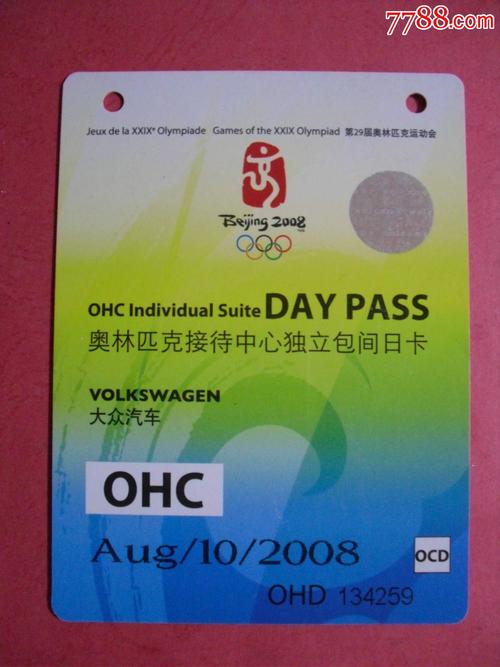 7788.com
Jeux de la XXIXᵉ Olympiade Games of the XXIX Olympiad 第29届奥林匹克运动会
Beijing 2008
OHC Individual Suite DAY PASS
奥林匹克接待中心独立包间日卡
VOLKSWAGEN
大众汽车
OHC
Aug/10/2008
OCD
OHD 134259